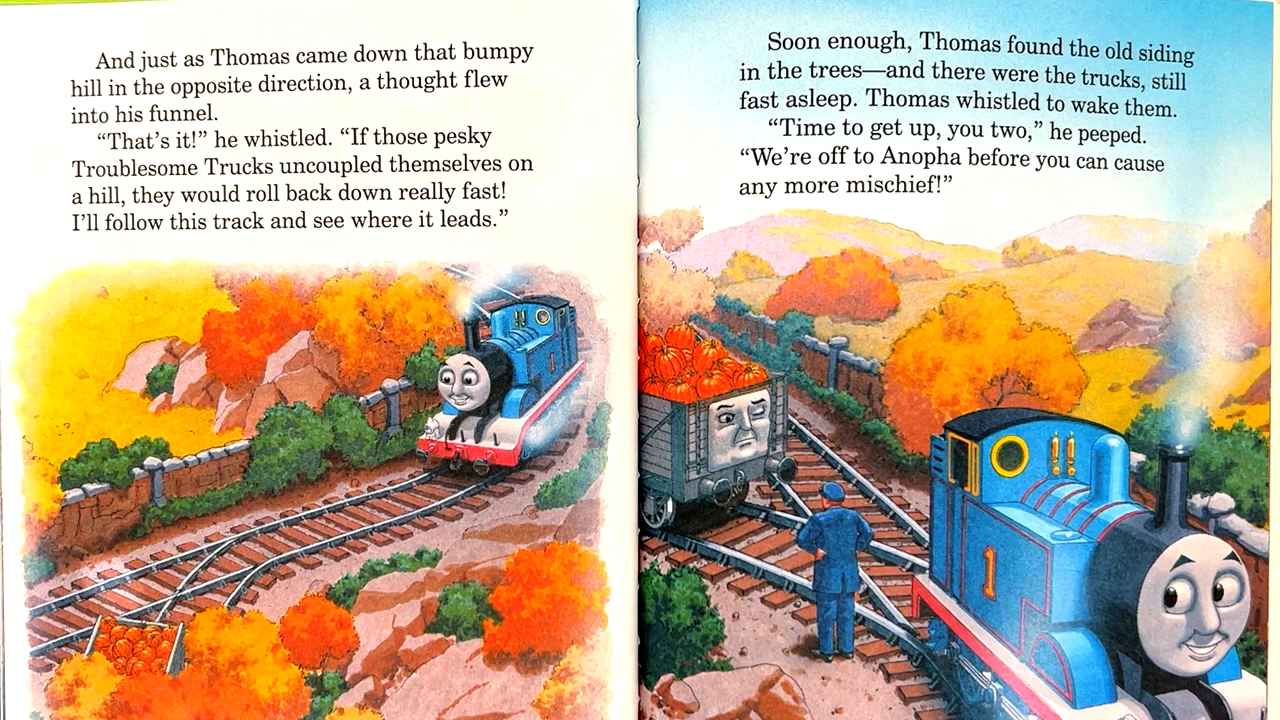 And just as Thomas came down that bumpy
hill in the opposite direction, a thought flew
into his funnel.
“That’s it!” he whistled. “If those pesky
Troublesome Trucks uncoupled themselves on
a hill, they would roll back down really fast!
I’ll follow this track and see where it leads.”
Soon enough, Thomas found the old siding
in the trees—and there were the trucks, still
fast asleep. Thomas whistled to wake them.
“Time to get up, you two,” he peeped.
“We’re off to Anopha before you can cause
any more mischief!”
1